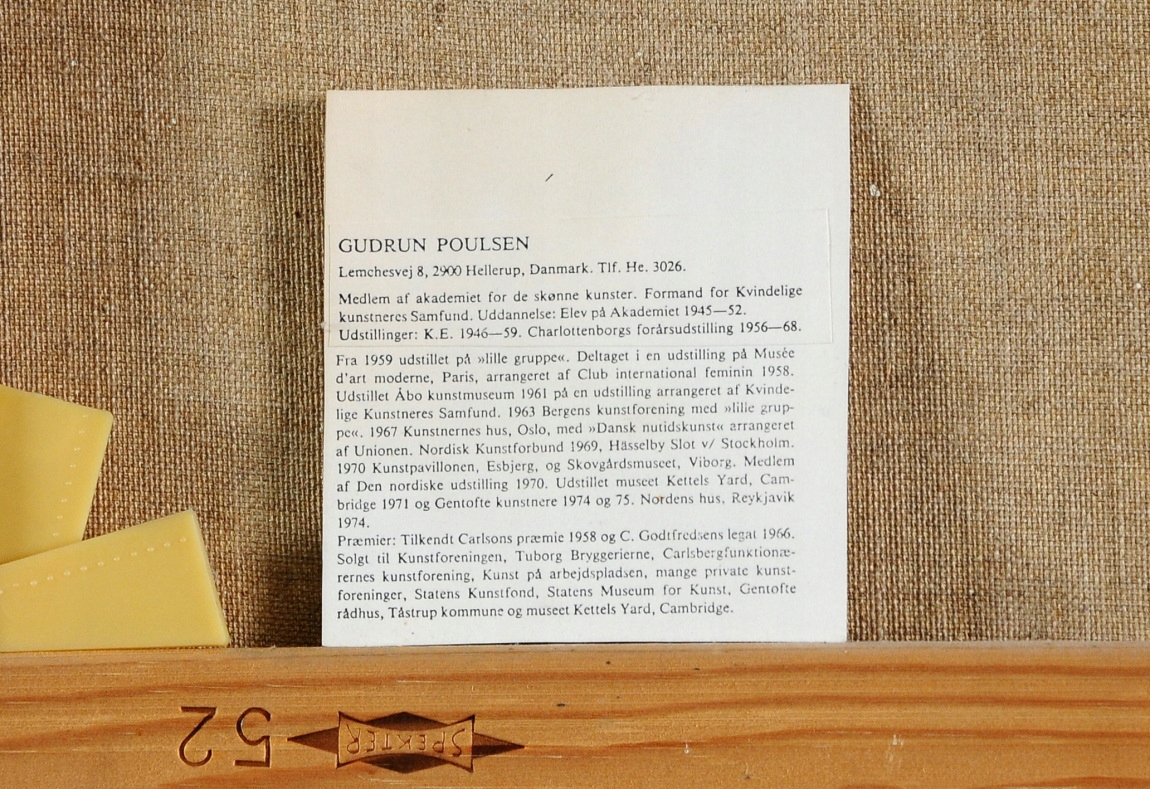 GUDRUN POULSEN
Lemchesvej 8, 2900 Hellerup, Danmark. Tlf. He. 3026.
Medlem af akademiet for de skønne kunster. Formand for Kvindelige
kunstneres Samfund. Uddannelse: Elev på Akademiet 1945—52.
Udstillinger: K.E. 1946—59. Charlottenborgs forårsudstilling 1956—68.
Fra 1959 udstillet på »lille gruppe«. Deltaget i en udstilling på Musée
d'art moderne, Paris, arrangeret af Club international feminin 1958.
Udstillet Åbo kunstmuseum 1961 på en udstilling arrangeret af Kvinde-
lige Kunstneres Samfund. 1963 Bergens kunstforening med »lille grup-
pe«. 1967 Kunstnernes hus, Oslo, med »Dansk nutidskunst« arrangeret
af Unionen. Nordisk Kunstforbund 1969, Hässelby Slot v/ Stockholm.
1970 Kunstpavillonen, Esbjerg, og Skovgårdsmuseet, Viborg. Medlem
af Den nordiske udstilling 1970. Udstillet museet Kettels Yard, Cam-
bridge 1971 og Gentofte kunstnere 1974 og 75. Nordens hus, Reykjavik
1974.
Præmier: Tilkendt Carlsons præmie 1958 og C. Godtfredsens legat 1966.
Solgt til Kunstforeningen, Tuborg Bryggerierne, Carlsbergfunktionæ-
rernes kunstforening, Kunst på arbejdspladsen, mange private kunst-
foreninger, Statens Kunstfond, Statens Museum for Kunst, Gentofte
rådhus, Tåstrup kommune og museet Kettels Yard, Cambridge.
52
SPEKTER